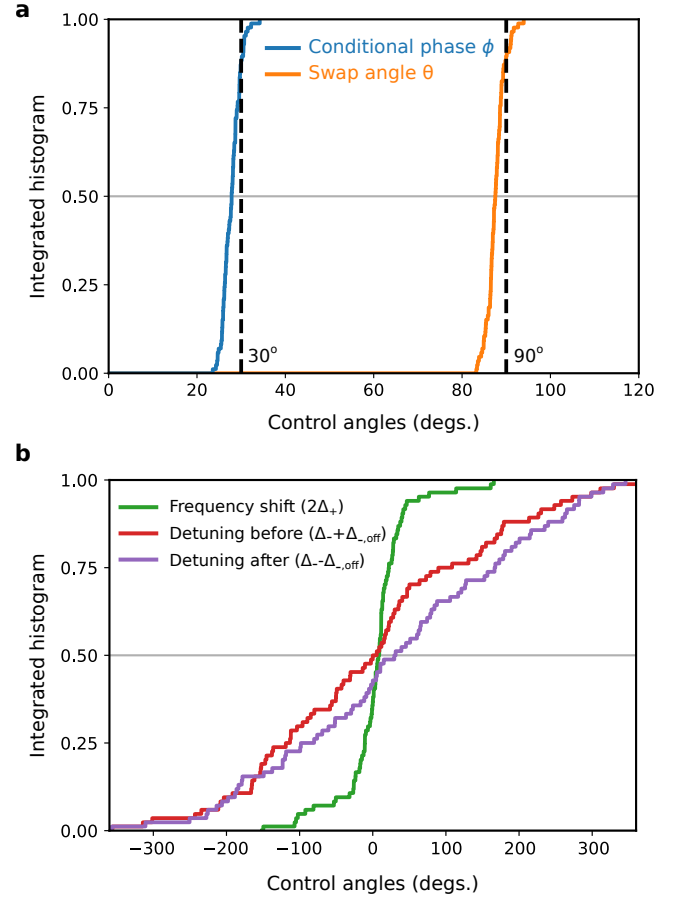 a
1.00
0.75
0.50
0.25
0.00
Integrated histogram
Conditional phase ϕ
Swap angle θ
30°
90°
0 20 40 60 80 100 120
Control angles (degs.)
b
1.00
0.75
0.50
0.25
0.00
Integrated histogram
Frequency shift (2Δ₊)
Detuning before (Δ₋+Δ₋,off)
Detuning after (Δ₋-Δ₋,off)
−300 −200 −100 0 100 200 300
Control angles (degs.)